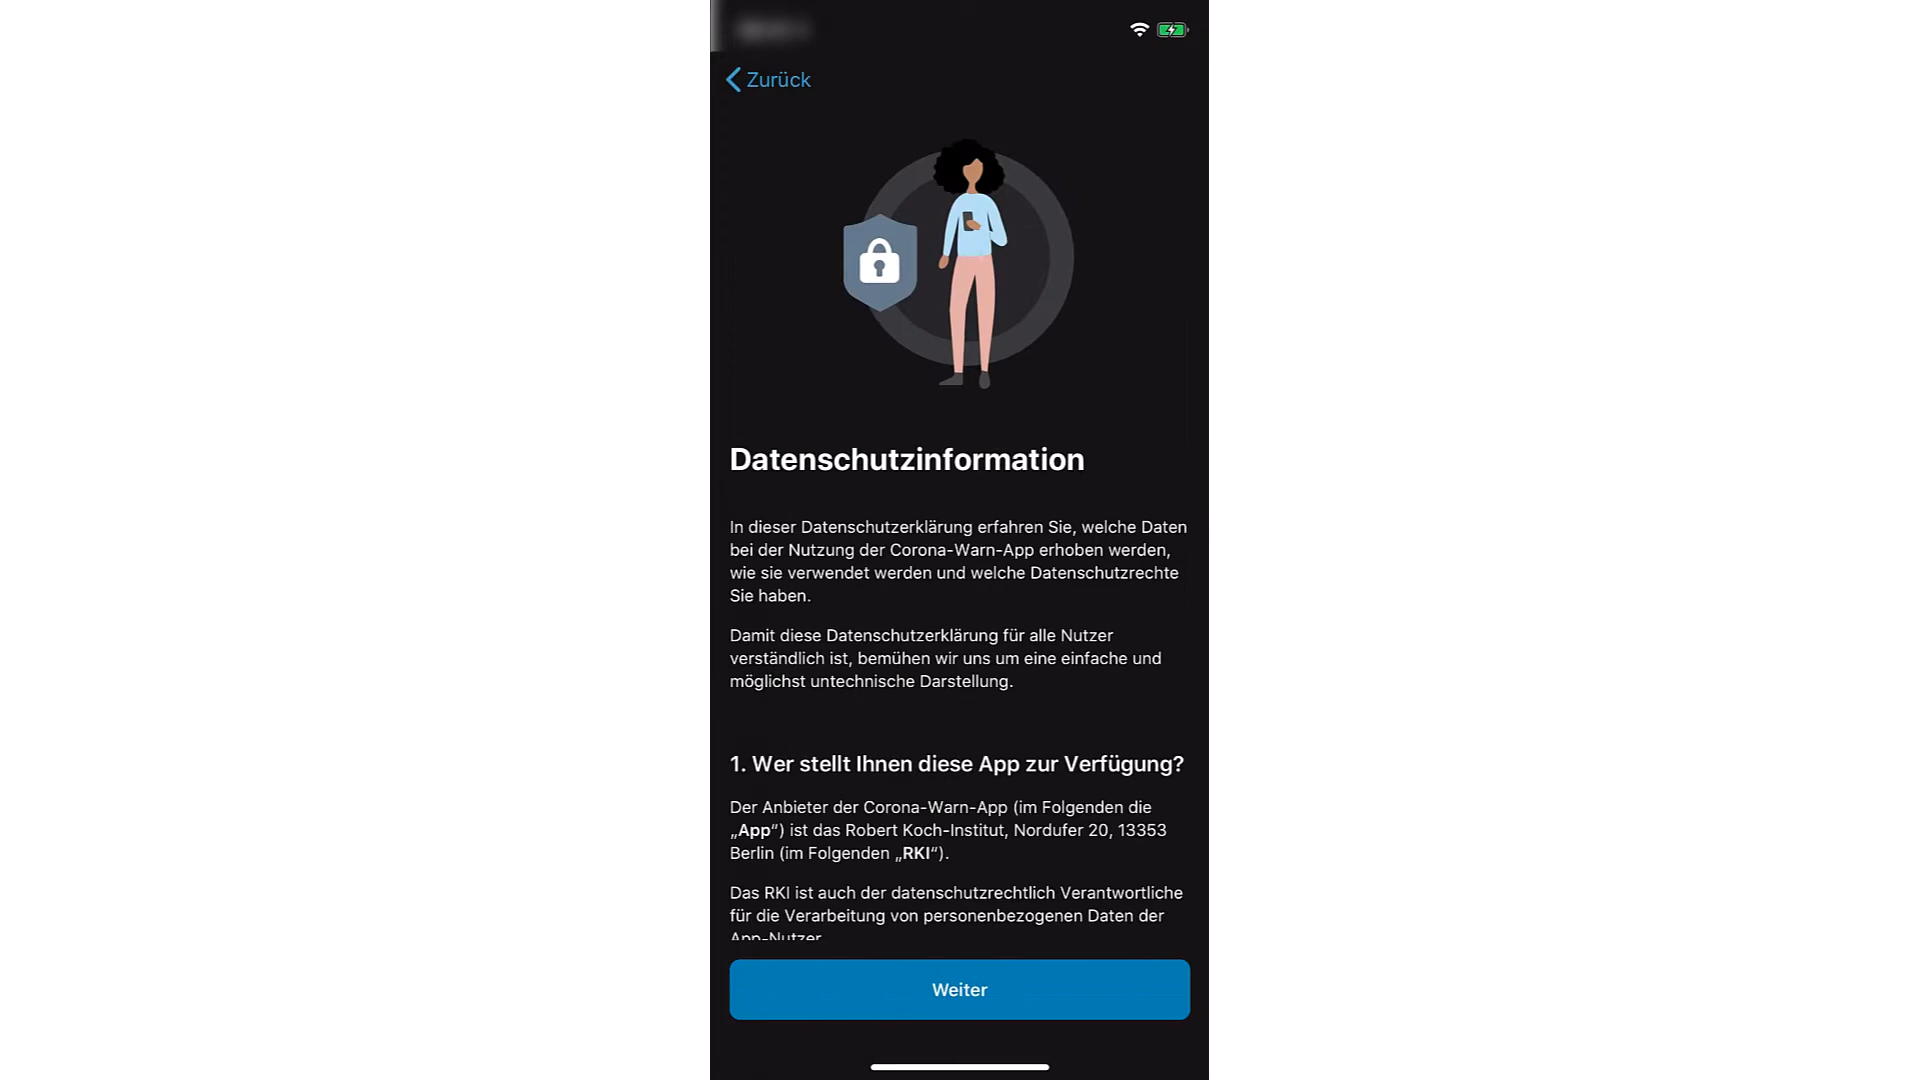 Zurück
Datenschutzinformation
In dieser Datenschutzerklärung erfahren Sie, welche Daten
bei der Nutzung der Corona-Warn-App erhoben werden,
wie sie verwendet werden und welche Datenschutzrechte
Sie haben.
Damit diese Datenschutzerklärung für alle Nutzer
verständlich ist, bemühen wir uns um eine einfache und
möglichst untechnische Darstellung.
1. Wer stellt Ihnen diese App zur Verfügung?
Der Anbieter der Corona-Warn-App (im Folgenden die
„App“) ist das Robert Koch-Institut, Nordufer 20, 13353
Berlin (im Folgenden „RKI“).
Das RKI ist auch der datenschutzrechtlich Verantwortliche
für die Verarbeitung von personenbezogenen Daten der
App-Nutzer
Weiter